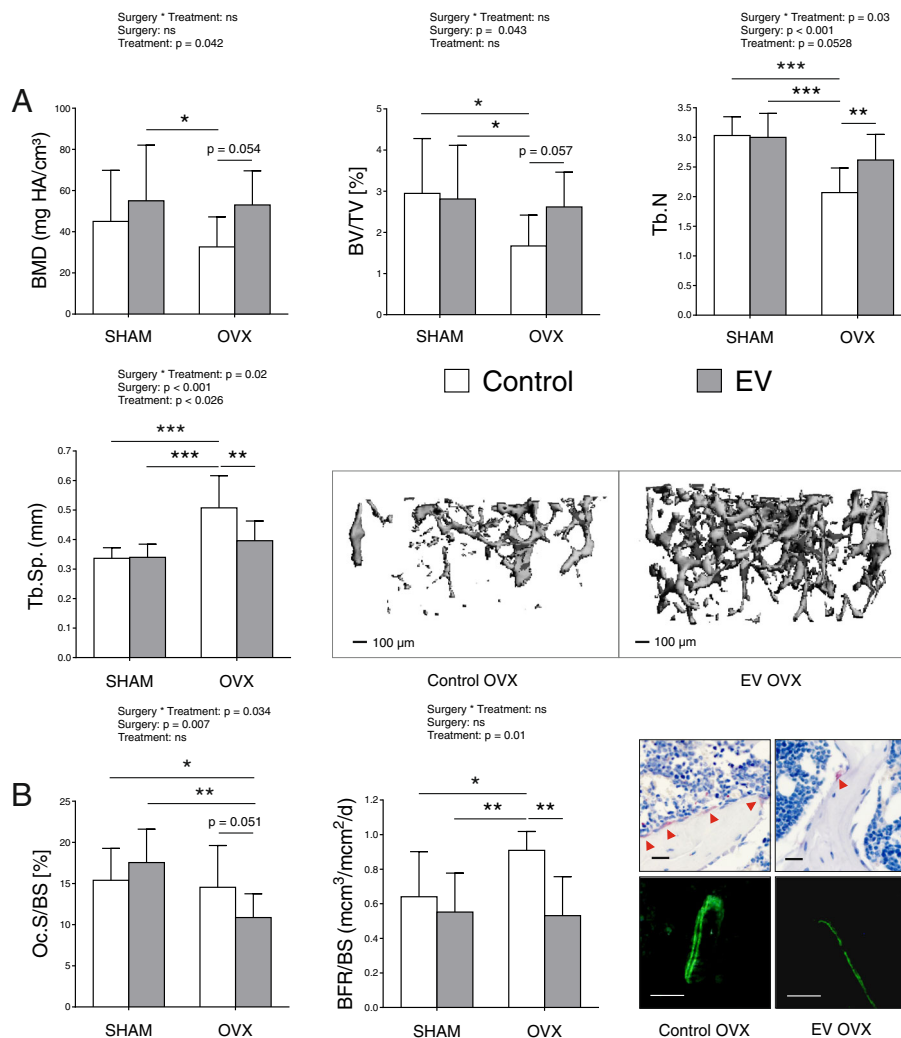 Surgery * Treatment: ns
Surgery: ns
Treatment: p = 0.042
Surgery * Treatment: ns
Surgery: p = 0.043
Treatment: ns
Surgery * Treatment: p = 0.03
Surgery: p < 0.001
Treatment: p = 0.0528
A
BMD (mg HA/cm³)
100
80
60
40
20
0
*
p = 0.054
SHAM OVX
BV/TV [%]
5
4
3
2
1
0
*
*
p = 0.057
SHAM OVX
Tb.N
3.5
3.0
2.5
2.0
1.5
1.0
0.5
0.0
***
***
**
SHAM OVX
Control EV
Surgery * Treatment: p = 0.02
Surgery: p < 0.001
Treatment: p < 0.026
Tb.Sp. (mm)
0.7
0.6
0.5
0.4
0.3
0.2
0.1
0.0
***
*** **
SHAM OVX
100 µm
100 µm
Control OVX EV OVX
Surgery * Treatment: p = 0.034
Surgery: p = 0.007
Treatment: ns
Surgery * Treatment: ns
Surgery: ns
Treatment: p = 0.01
B
Oc.S/BS [%]
25
20
15
10
5
0
*
**
p = 0.051
SHAM OVX
BFR/BS (mcm³/mcm²/d)
1.2
1.0
0.8
0.6
0.4
0.2
0.0
*
** **
SHAM OVX
Control OVX EV OVX